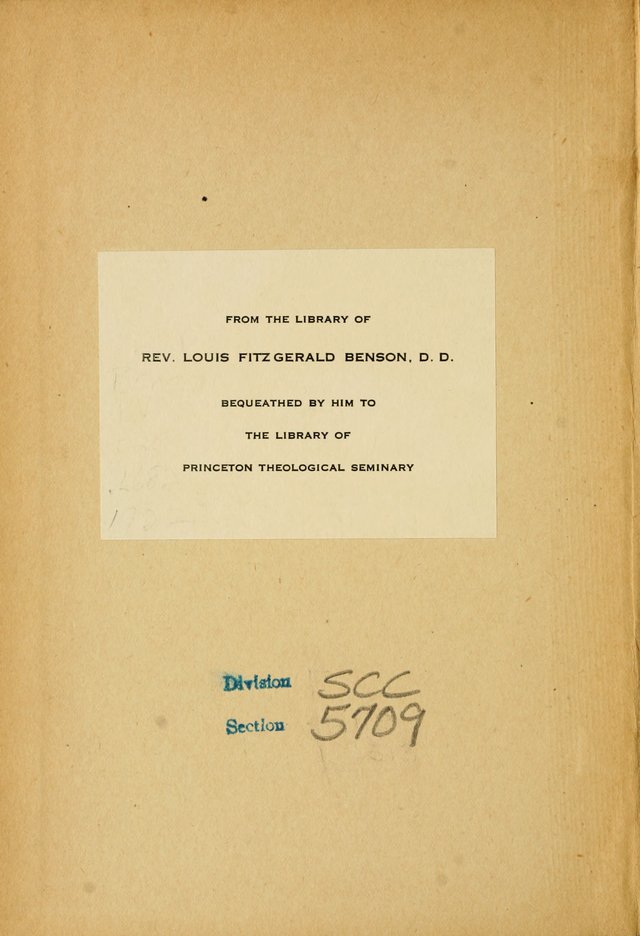 FROM THE LIBRARY OF
REV. LOUIS FITZGERALD BENSON, D. D.
BEQUEATHED BY HIM TO
THE LIBRARY OF
PRINCETON THEOLOGICAL SEMINARY
Division SCC
Section 5709